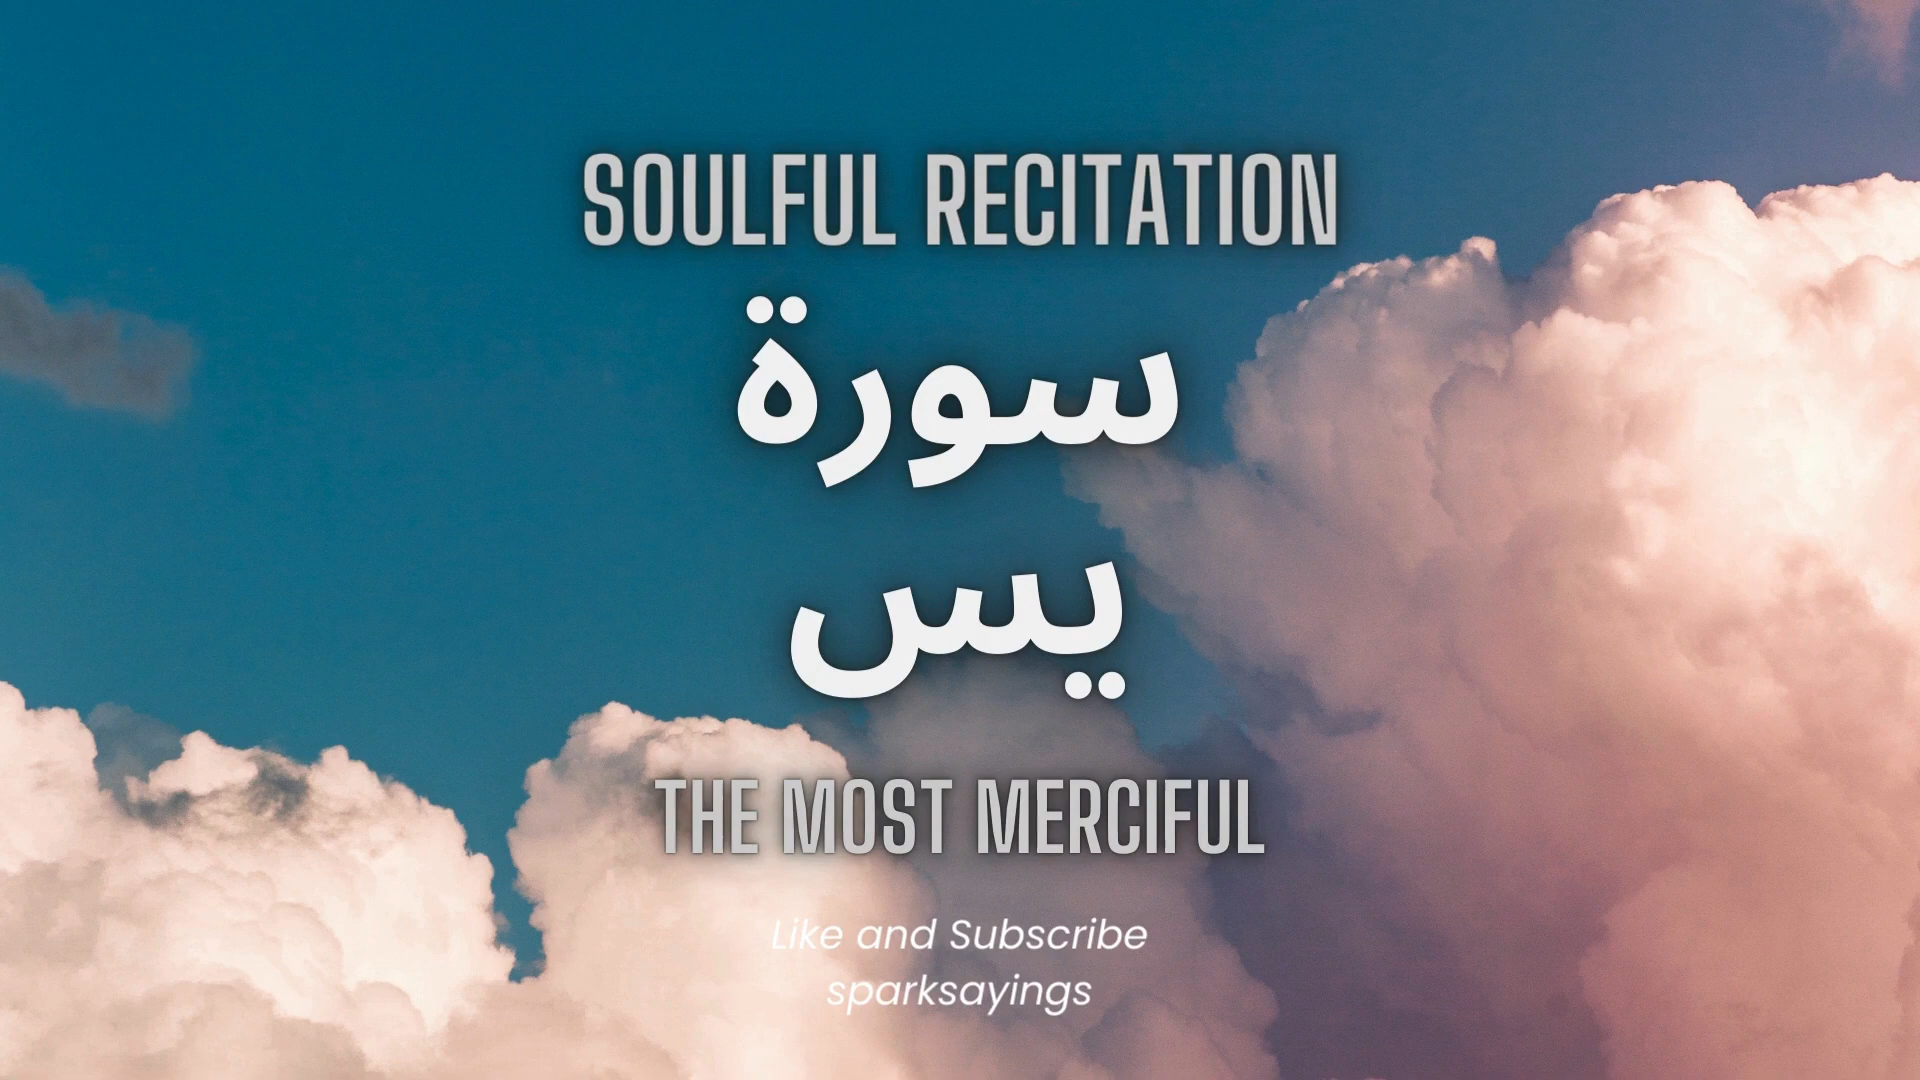 SOULFUL RECITATION
سورة
يس
THE MOST MERCIFUL
Like and Subscribe
sparksayings